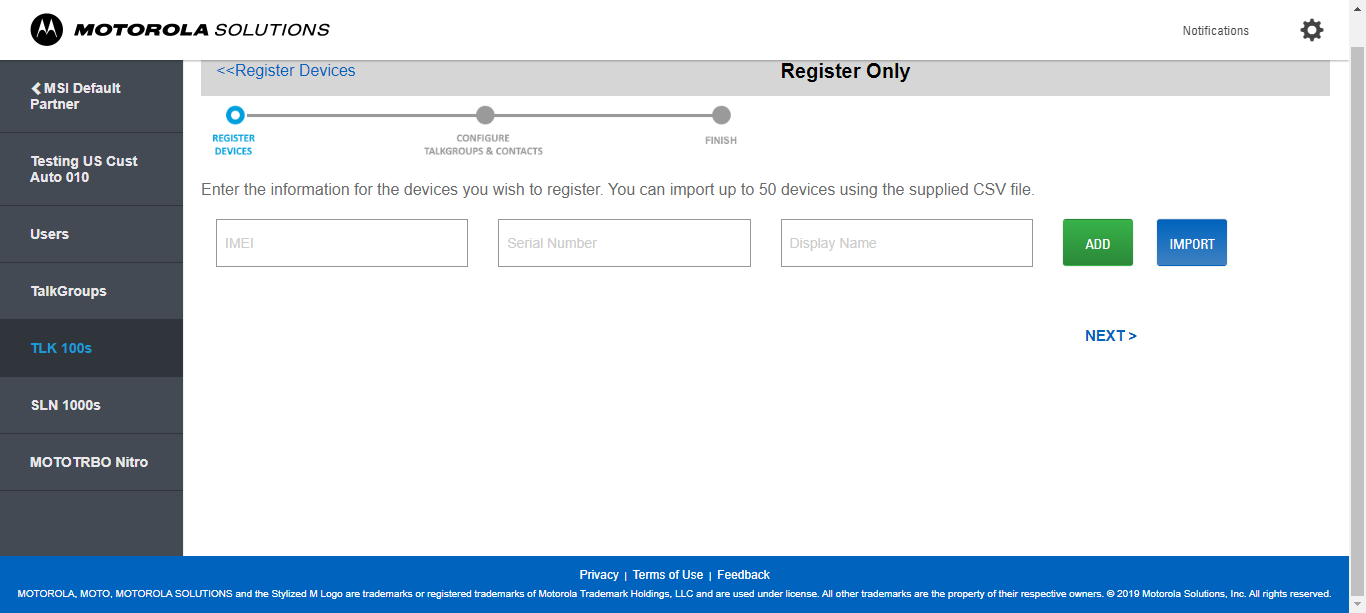 MOTOROLA SOLUTIONS
Notifications
MSI Default
Partner
Testing US Cust
Auto 010
Users
TalkGroups
TLK 100s
SLN 1000s
MOTOTRBO Nitro
<<Register Devices
Register Only
REGISTER
DEVICES
CONFIGURE
TALKGROUPS & CONTACTS
FINISH
Enter the information for the devices you wish to register. You can import up to 50 devices using the supplied CSV file.
IMEI
Serial Number
Display Name
ADD
IMPORT
NEXT >
Privacy | Terms of Use | Feedback
MOTOROLA, MOTO, MOTOROLA SOLUTIONS and the Stylized M Logo are trademarks or registered trademarks of Motorola Trademark Holdings, LLC and are used under license. All other trademarks are the property of their respective owners. © 2019 Motorola Solutions, Inc. All rights reserved.